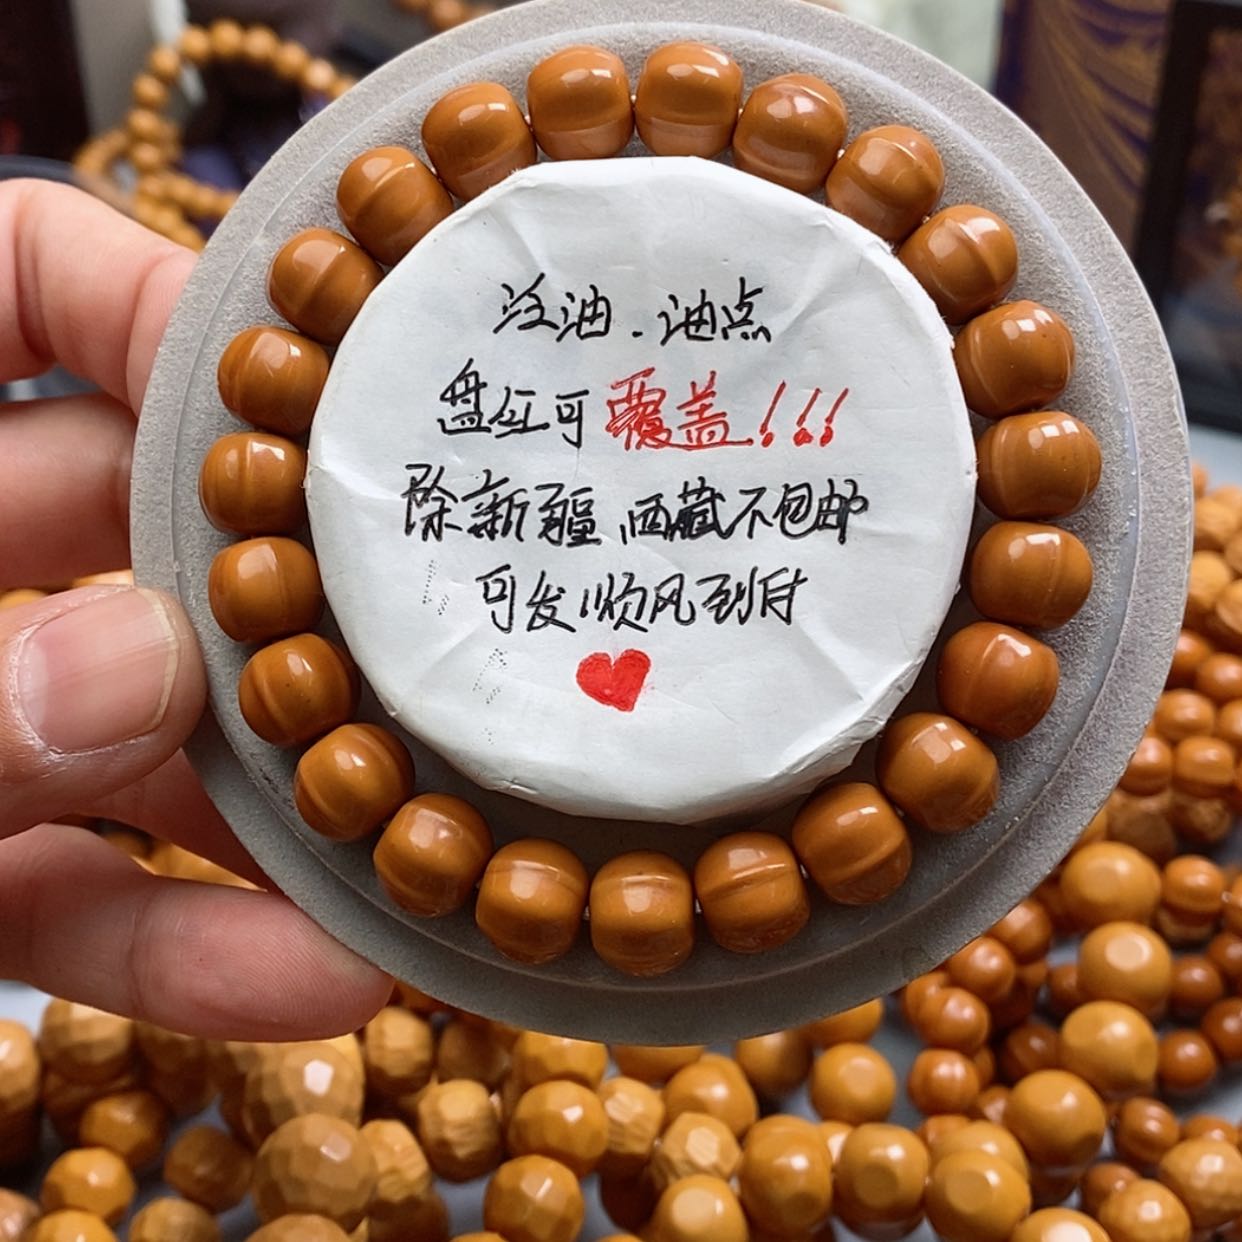 泛油.油点
盘红可覆盖!!!
除新疆、西藏不包邮
可发顺风到付